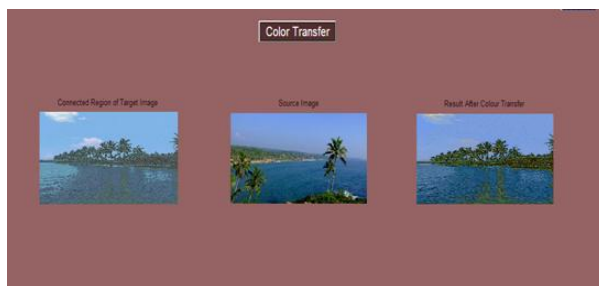 Color Transfer
Connected Region of Target Image
Source Image
Result After Colour Transfer